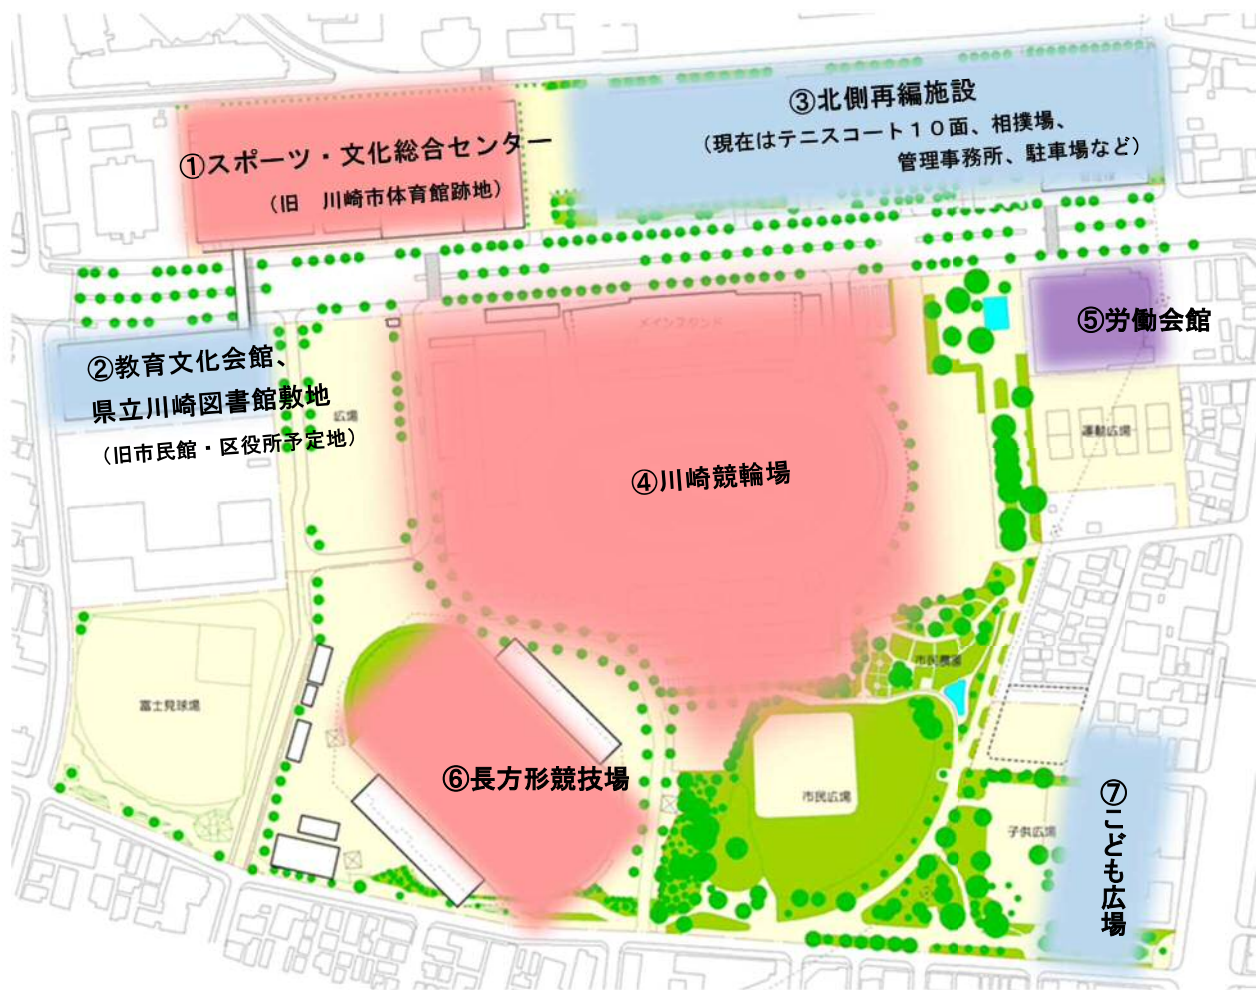 ①スポーツ・文化総合センター
（旧　川崎市体育館跡地）
③北側再編施設
（現在はテニスコート１０面、相撲場、
管理事務所、駐車場など）
②教育文化会館、
県立川崎図書館敷地
（旧市民館・区役所予定地）
広場
メインスタンド
⑤労働会館
運動広場
④川崎競輪場
市民農園
富士見球場
⑥長方形競技場
市民広場
子供広場
⑦こども広場